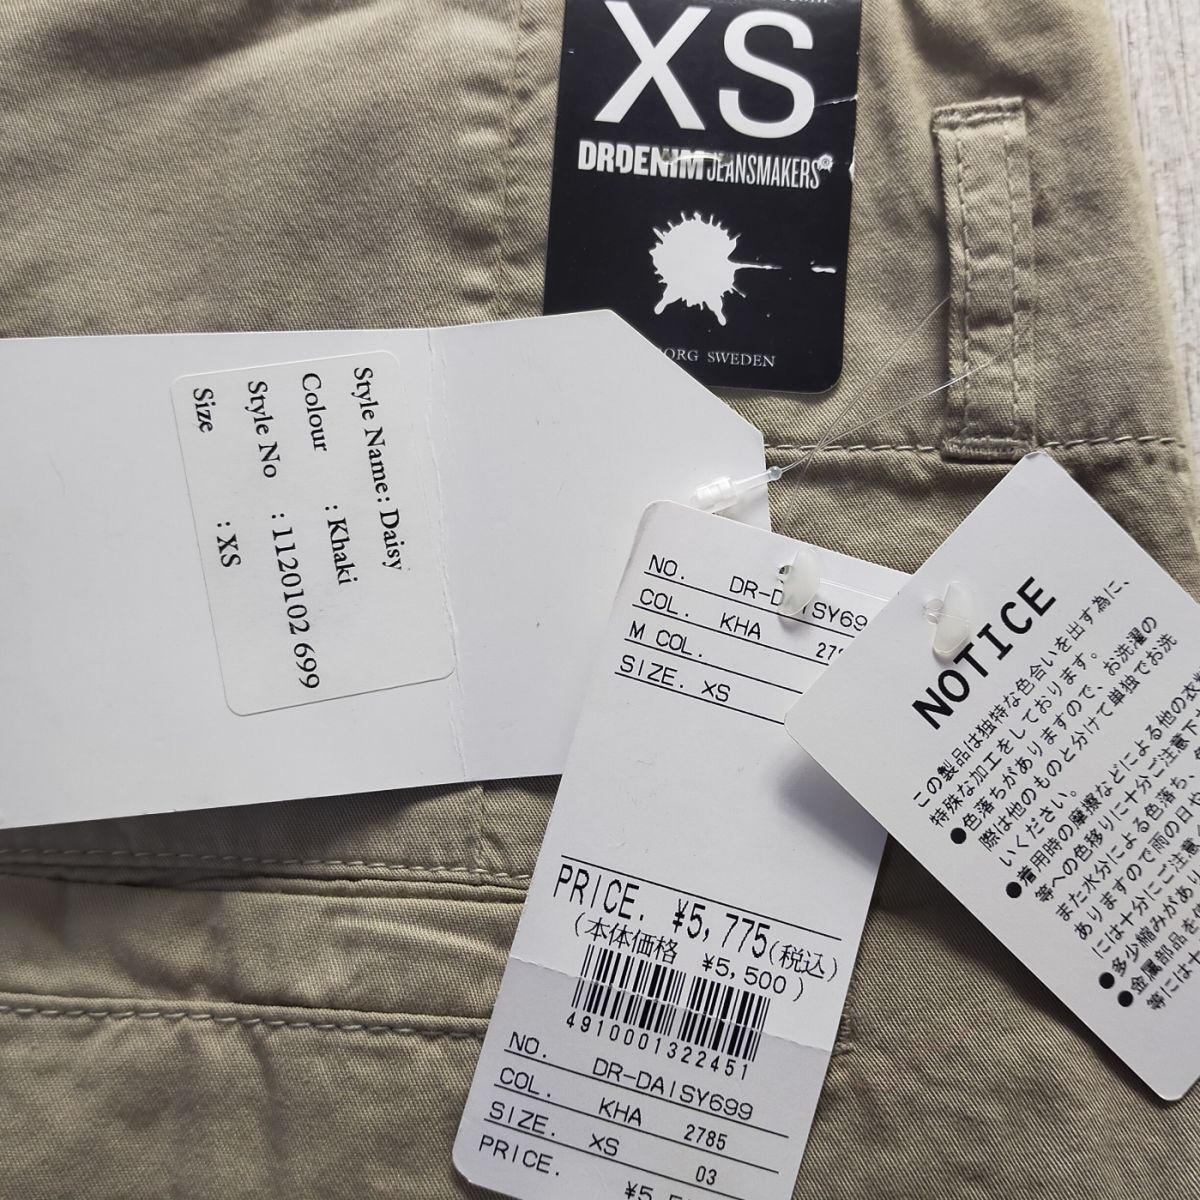 XS
DRDENIM JEANSMAKERS®
SWEDEN
Style Name: Daisy
Colour : Khaki
Style No : 1120102 699
Size : XS
NO. DR-DAISY69
COL. KHA
M COL.
SIZE. XS
PRICE. ¥5,775(税込)
(本体価格 ¥5,500)
4910001322451
NO. DR-DAISY699
COL. KHA 2785
SIZE. XS 03
PRICE.
NOTICE
この製品は独特な色合いを出す為に、
特殊な加工をしております。
●色落ちがありますので、お洗濯の
際は他のものと分けて単独でお洗
いください。
●着用時の摩擦などによる他の衣
等への色移りに十分ご注意下
また水分による色落ち、
ありますので雨の日や
には十分にご注意
●多少縮みがあり
●金属部品を
等には十